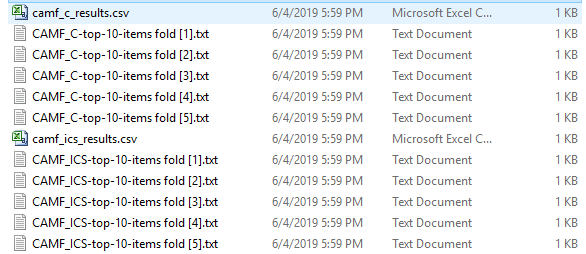 camf_c_results.csv 6/4/2019 5:59 PM Microsoft Excel C... 1 KB
CAMF_C-top-10-items fold [1].txt 6/4/2019 5:59 PM Text Document 1 KB
CAMF_C-top-10-items fold [2].txt 6/4/2019 5:59 PM Text Document 1 KB
CAMF_C-top-10-items fold [3].txt 6/4/2019 5:59 PM Text Document 1 KB
CAMF_C-top-10-items fold [4].txt 6/4/2019 5:59 PM Text Document 1 KB
CAMF_C-top-10-items fold [5].txt 6/4/2019 5:59 PM Text Document 1 KB
camf_ics_results.csv 6/4/2019 5:59 PM Microsoft Excel C... 1 KB
CAMF_ICS-top-10-items fold [1].txt 6/4/2019 5:59 PM Text Document 1 KB
CAMF_ICS-top-10-items fold [2].txt 6/4/2019 5:59 PM Text Document 1 KB
CAMF_ICS-top-10-items fold [3].txt 6/4/2019 5:59 PM Text Document 1 KB
CAMF_ICS-top-10-items fold [4].txt 6/4/2019 5:59 PM Text Document 1 KB
CAMF_ICS-top-10-items fold [5].txt 6/4/2019 5:59 PM Text Document 1 KB